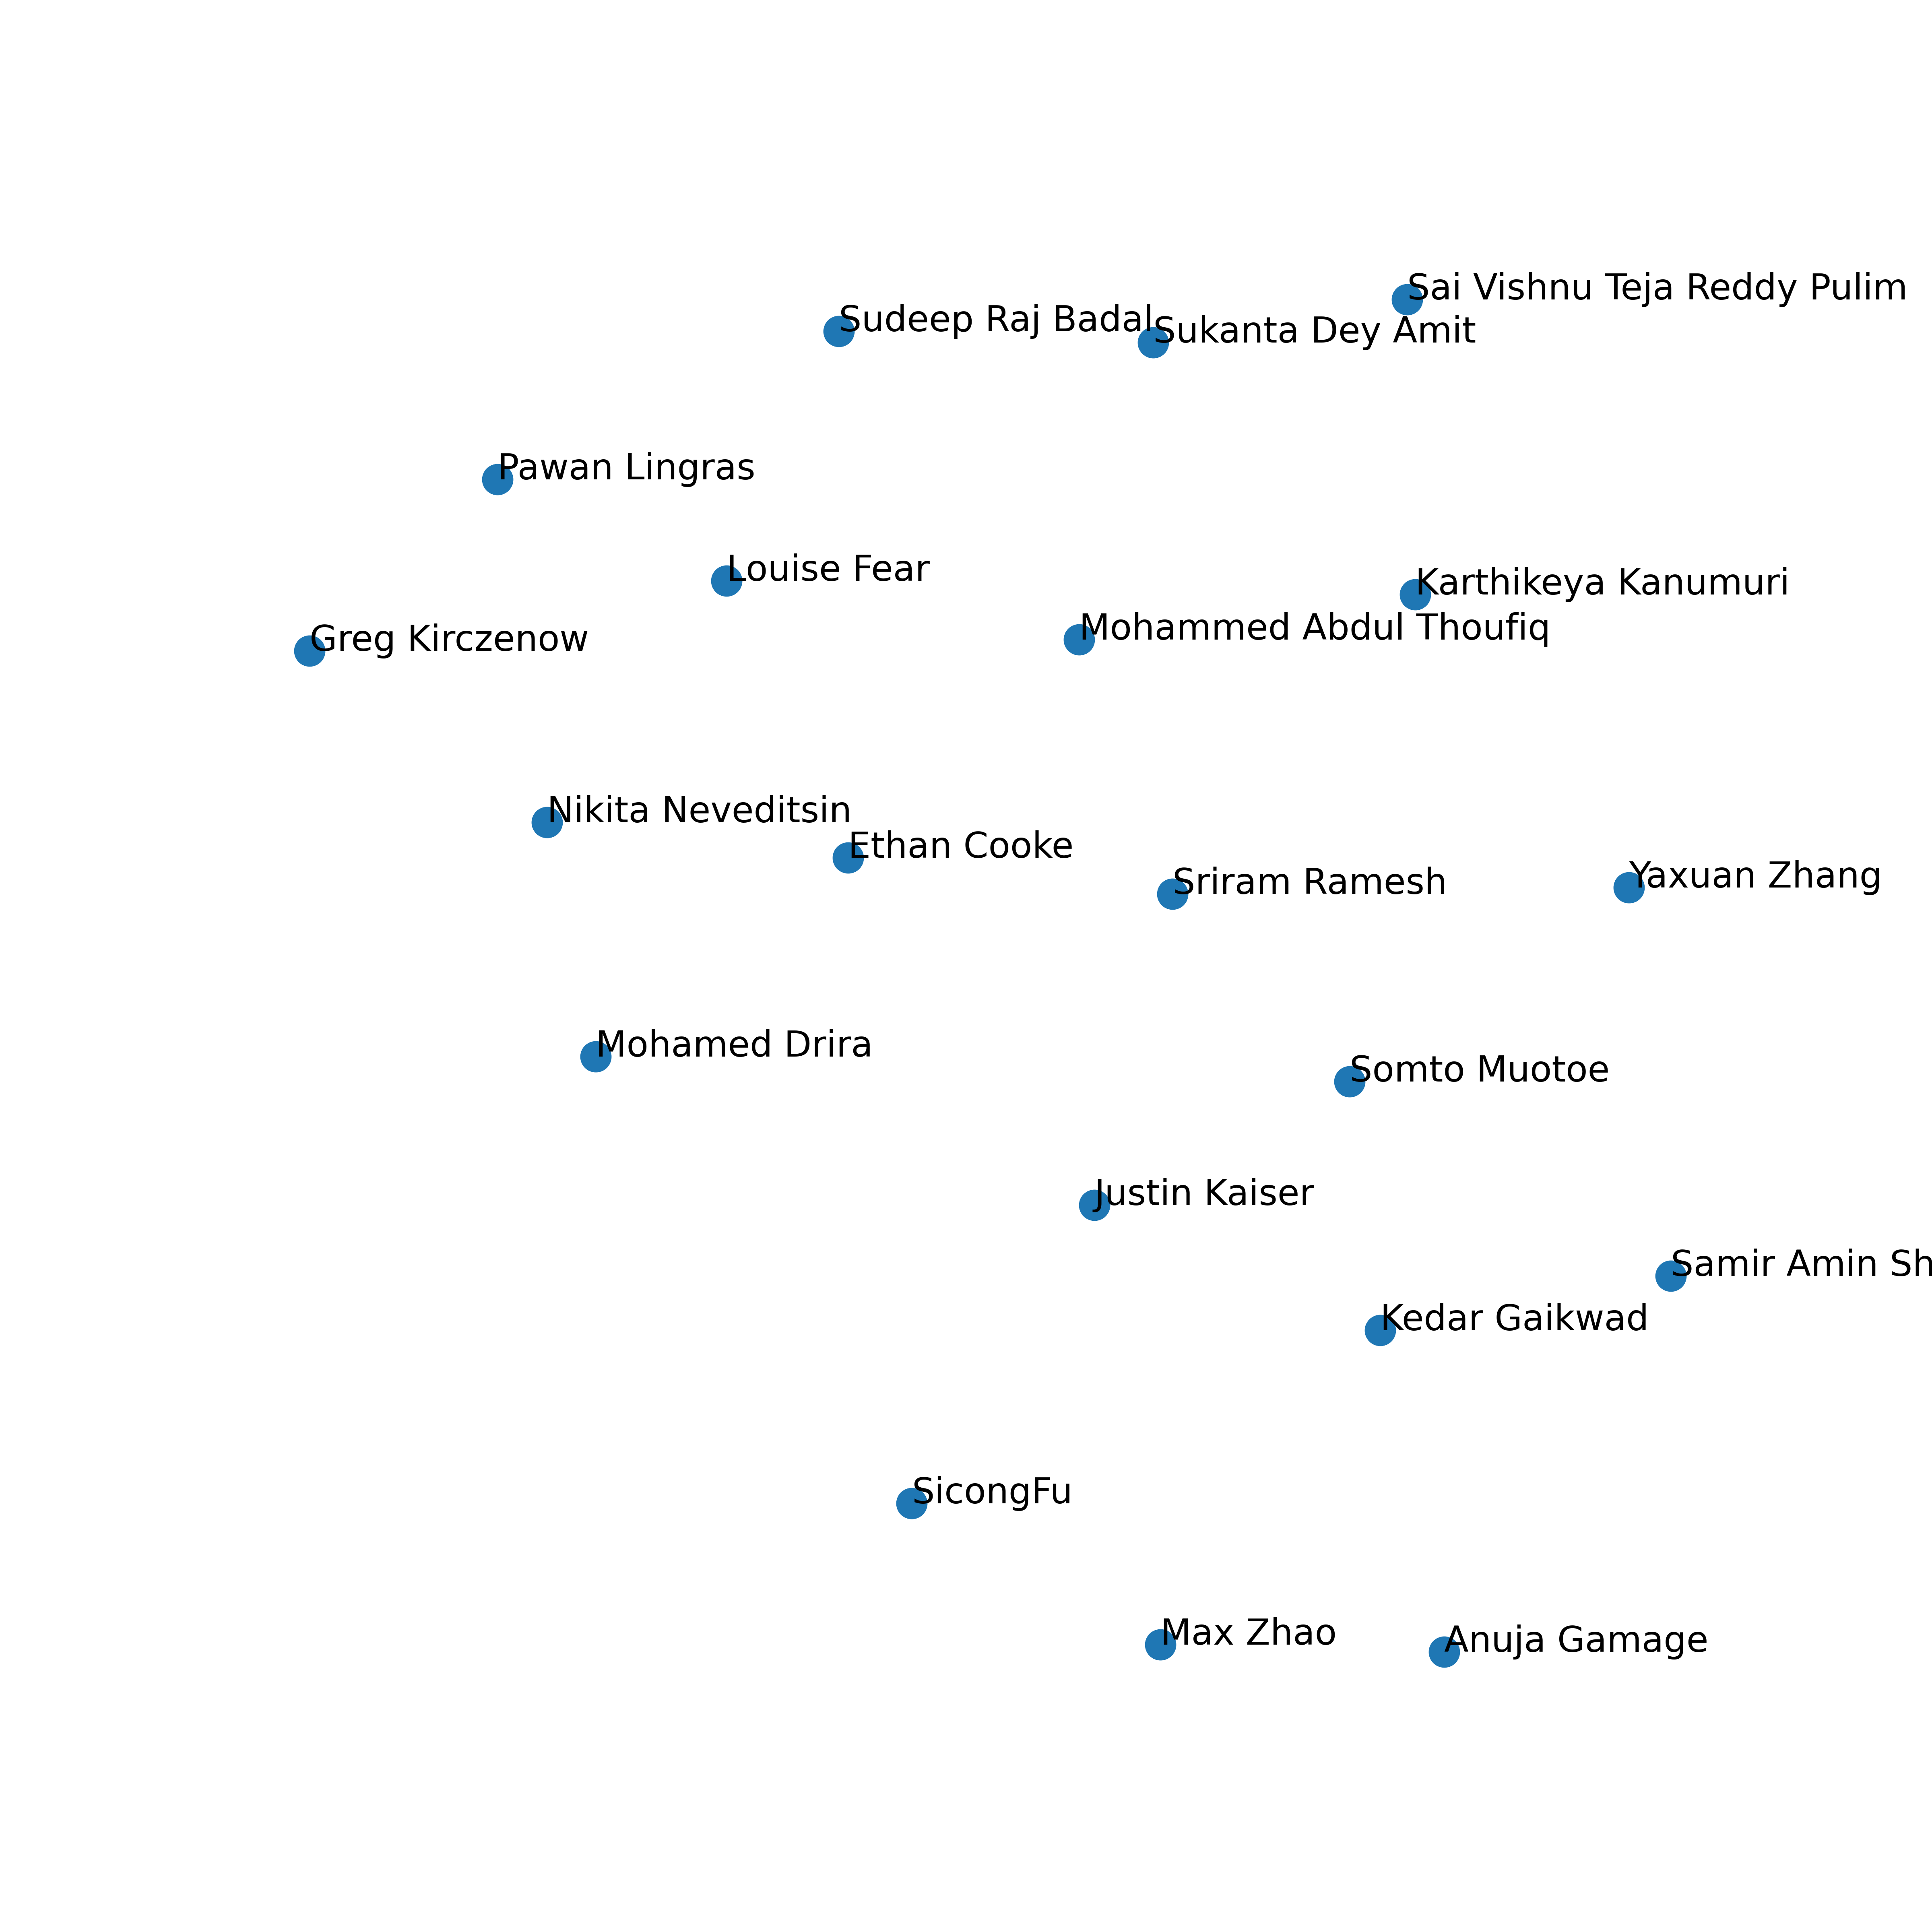 Sai Vishnu Teja Reddy Pulim
Sudeep Raj Badal
Sukanta Dey Amit
Pawan Lingras
Louise Fear
Karthikeya Kanumuri
Mohammed Abdul Thoufiq
Greg Kirczenow
Nikita Neveditsin
Ethan Cooke
Yaxuan Zhang
Sriram Ramesh
Mohamed Drira
Somto Muotoe
Justin Kaiser
Samir Amin Sh
Kedar Gaikwad
SicongFu
Max Zhao
Anuja Gamage